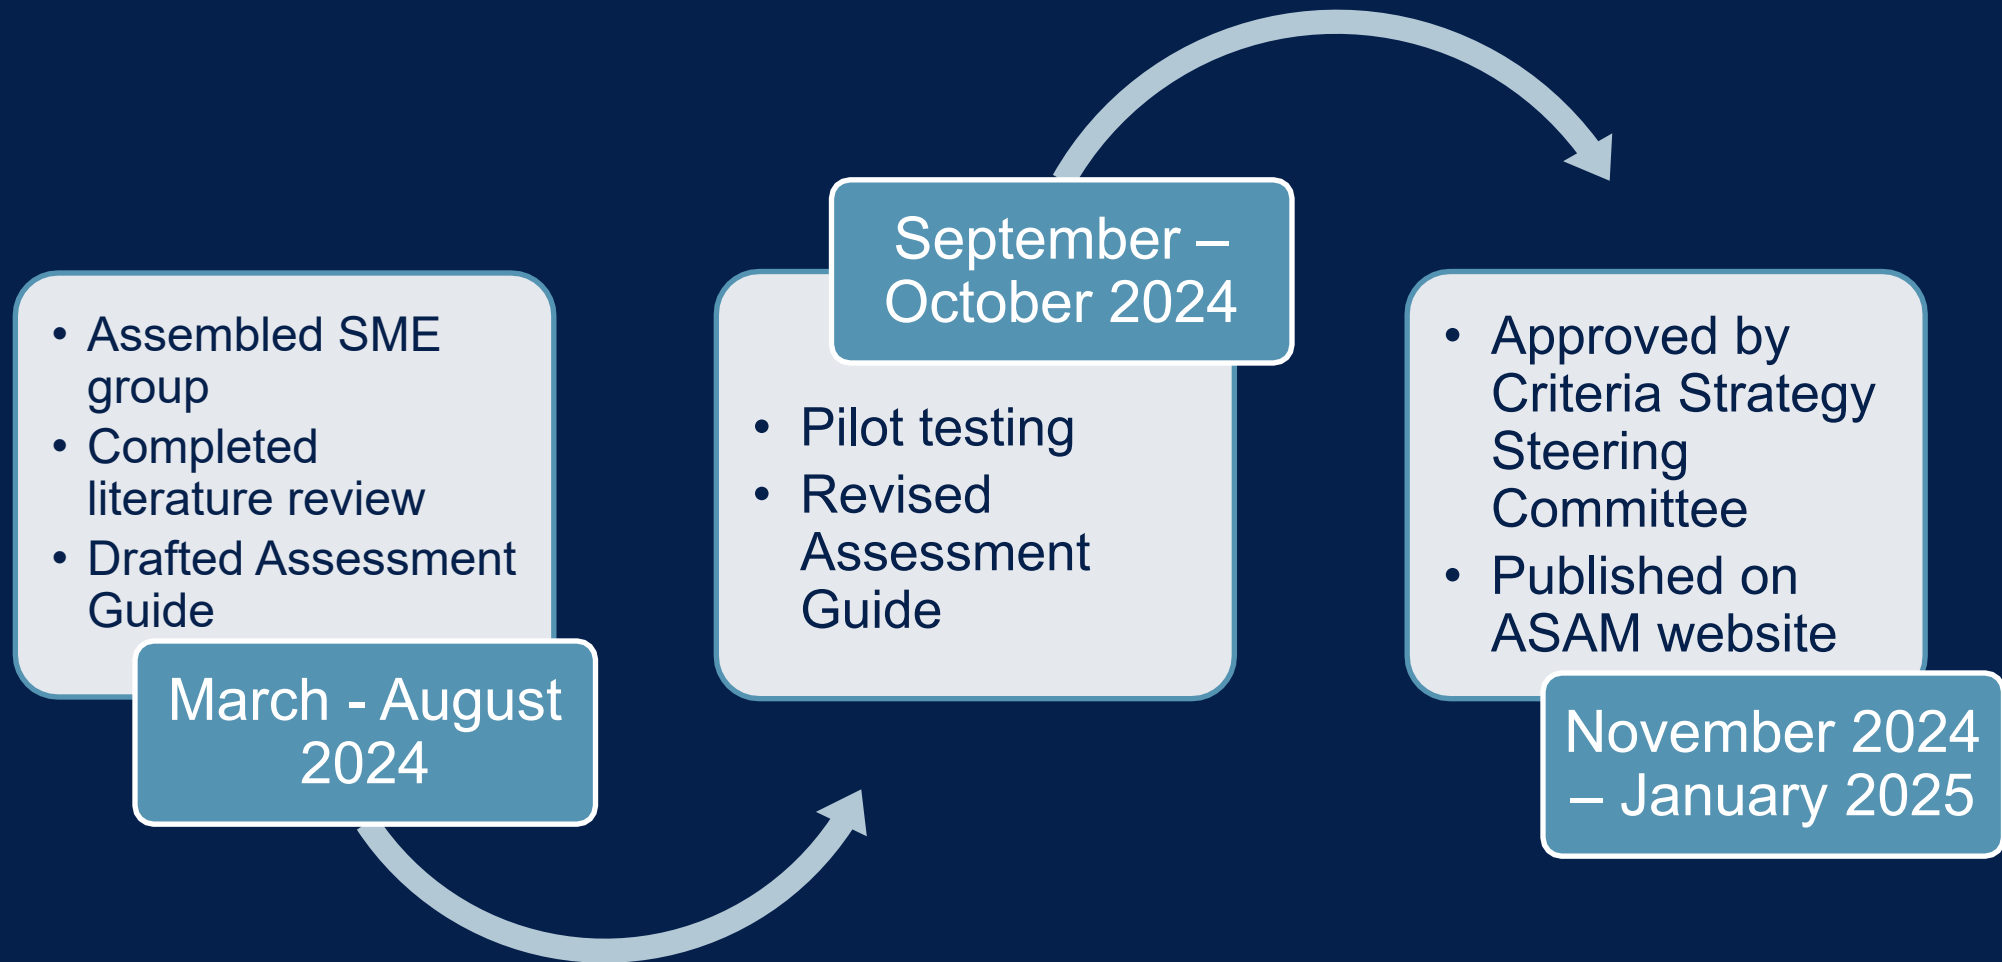 • Assembled SME
group
• Completed
literature review
• Drafted Assessment
Guide
March - August
2024
September –
October 2024
• Pilot testing
• Revised
Assessment
Guide
• Approved by
Criteria Strategy
Steering
Committee
• Published on
ASAM website
November 2024
– January 2025